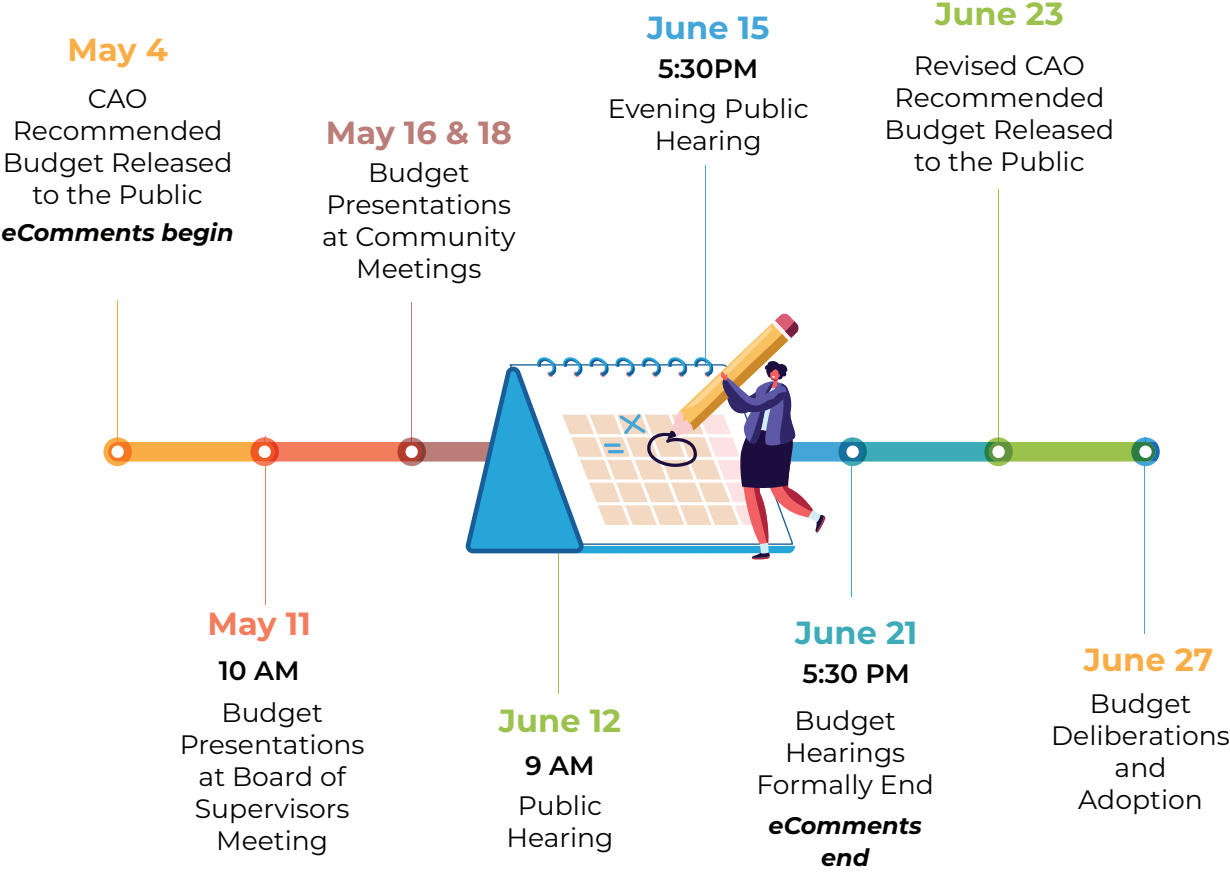 May 4
CAO
Recommended
Budget Released
to the Public
eComments begin
May 11
10 AM
Budget
Presentations
at Board of
Supervisors
Meeting
May 16 & 18
Budget
Presentations
at Community
Meetings
June 12
9 AM
Public
Hearing
June 15
5:30PM
Evening Public
Hearing
June 21
5:30 PM
Budget
Hearings
Formally End
eComments
end
June 23
Revised CAO
Recommended
Budget Released
to the Public
June 27
Budget
Deliberations
and
Adoption